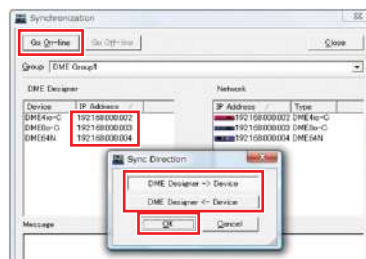 Synchronization
Go On-line Go Off-line Close
Group DME Group1
DME Designer Network
Device IP Address / IP Address / Type
DME4io-C 192168000002 192168000002 DME4io-C
DME8o-C 192168000003 192168000003 DME8o-C
DME64N 192168000004 192168000004 DME64N
Sync Direction
DME Designer -> Device
DME Designer <- Device
OK Cancel
Message